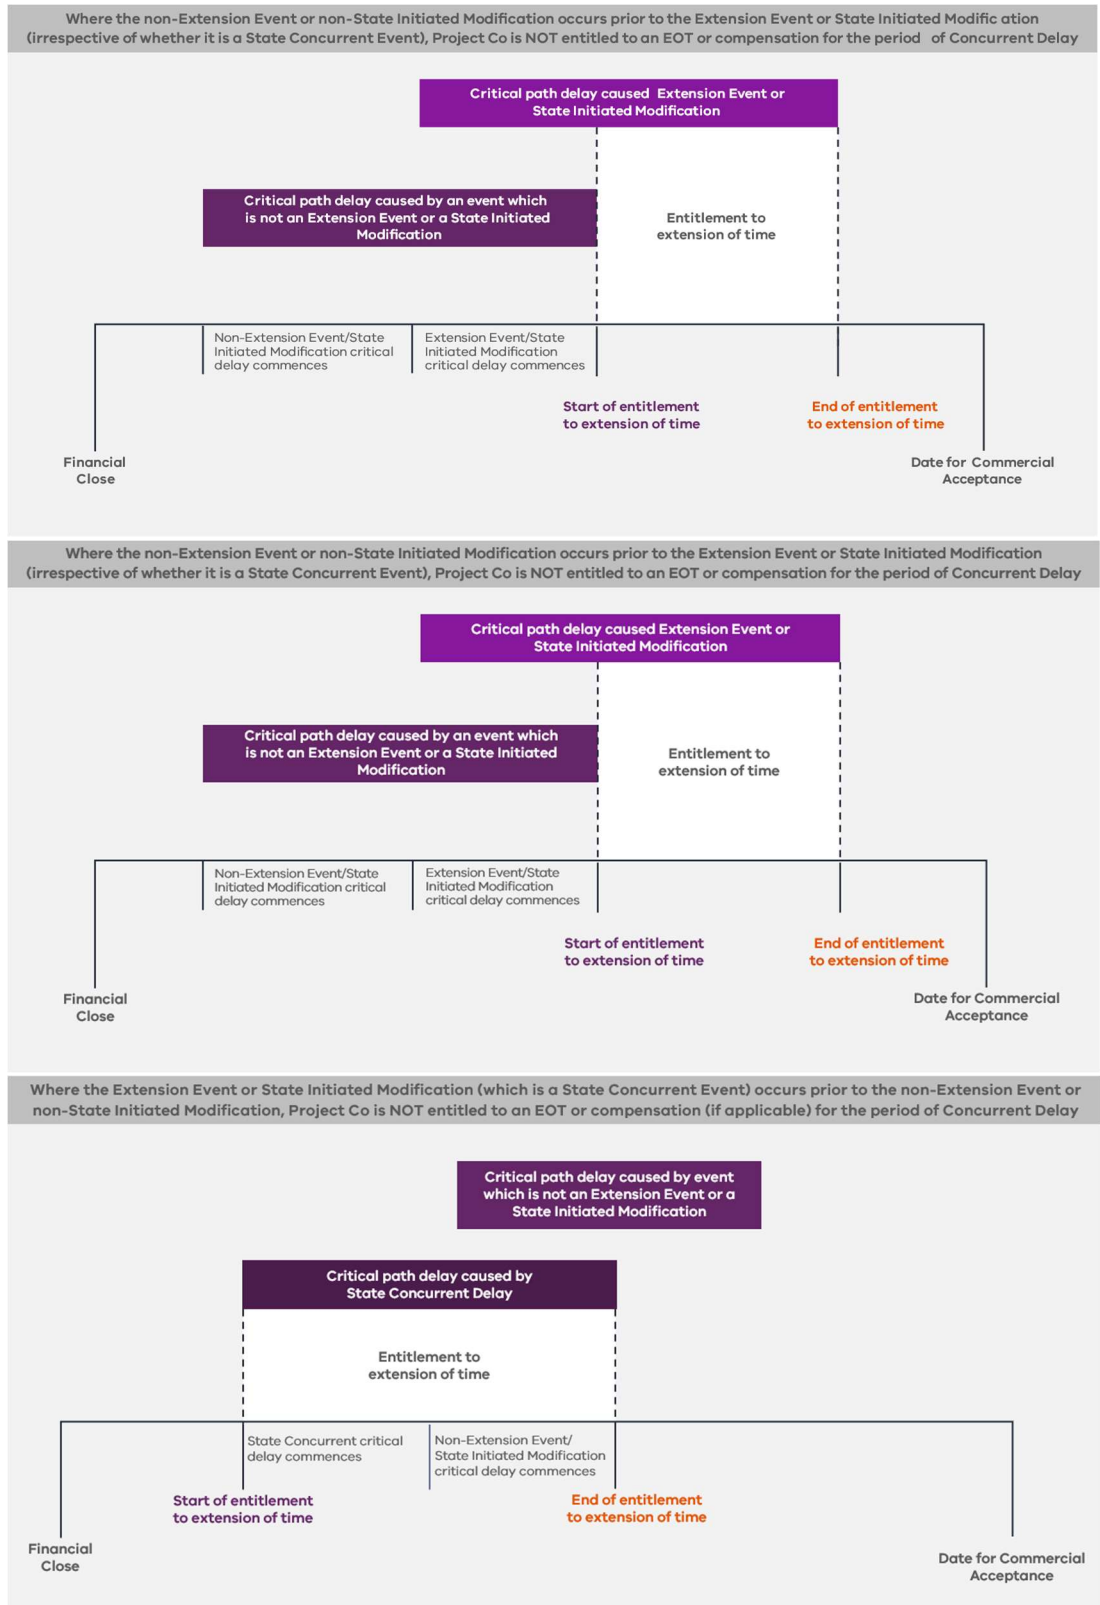 Where the non-Extension Event or non-State Initiated Modification occurs prior to the Extension Event or State Initiated Modific ation
(irrespective of whether it is a State Concurrent Event), Project Co is NOT entitled to an EOT or compensation for the period of Concurrent Delay
Critical path delay caused Extension Event or
State Initiated Modification
Critical path delay caused by an event which
is not an Extension Event or a State Initiated
Modification
Entitlement to
extension of time
Non-Extension Event/State
Initiated Modification critical
delay commences
Extension Event/State
Initiated Modification
critical delay commences
Start of entitlement
to extension of time
End of entitlement
to extension of time
Financial
Close
Date for Commercial
Acceptance
Where the non-Extension Event or non-State Initiated Modification occurs prior to the Extension Event or State Initiated Modification
(irrespective of whether it is a State Concurrent Event), Project Co is NOT entitled to an EOT or compensation for the period of Concurrent Delay
Critical path delay caused Extension Event or
State Initiated Modification
Critical path delay caused by an event which
is not an Extension Event or a State Initiated
Modification
Entitlement to
extension of time
Non-Extension Event/State
Initiated Modification critical
delay commences
Extension Event/State
Initiated Modification
critical delay commences
Start of entitlement
to extension of time
End of entitlement
to extension of time
Financial
Close
Date for Commercial
Acceptance
Where the Extension Event or State Initiated Modification (which is a State Concurrent Event) occurs prior to the non-Extension Event or
non-State Initiated Modification, Project Co is NOT entitled to an EOT or compensation (if applicable) for the period of Concurrent Delay
Critical path delay caused by event
which is not an Extension Event or a
State Initiated Modification
Critical path delay caused by
State Concurrent Delay
Entitlement to
extension of time
State Concurrent critical
delay commences
Non-Extension Event/
State Initiated Modification
critical delay commences
Start of entitlement
to extension of time
End of entitlement
to extension of time
Financial
Close
Date for Commercial
Acceptance